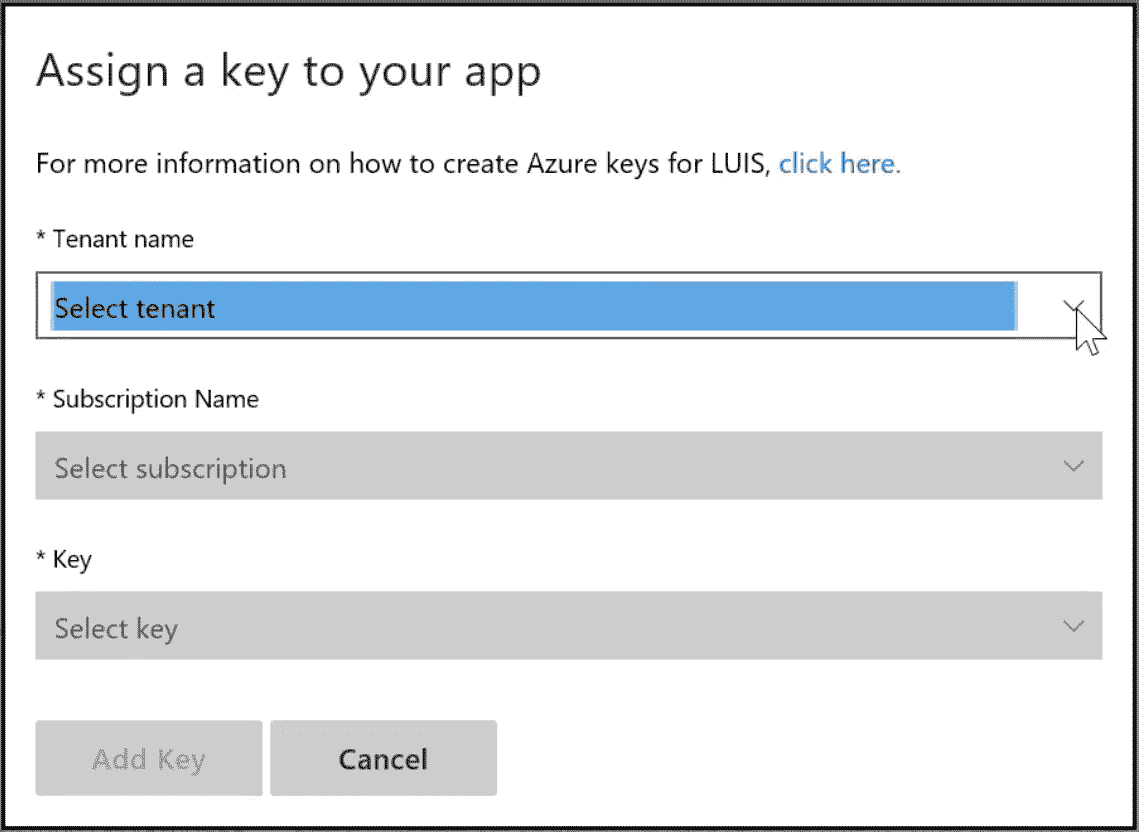 Assign a key to your app
For more information on how to create Azure keys for LUIS, click here.
* Tenant name
Select tenant
* Subscription Name
Select subscription
* Key
Select key
Add Key
Cancel